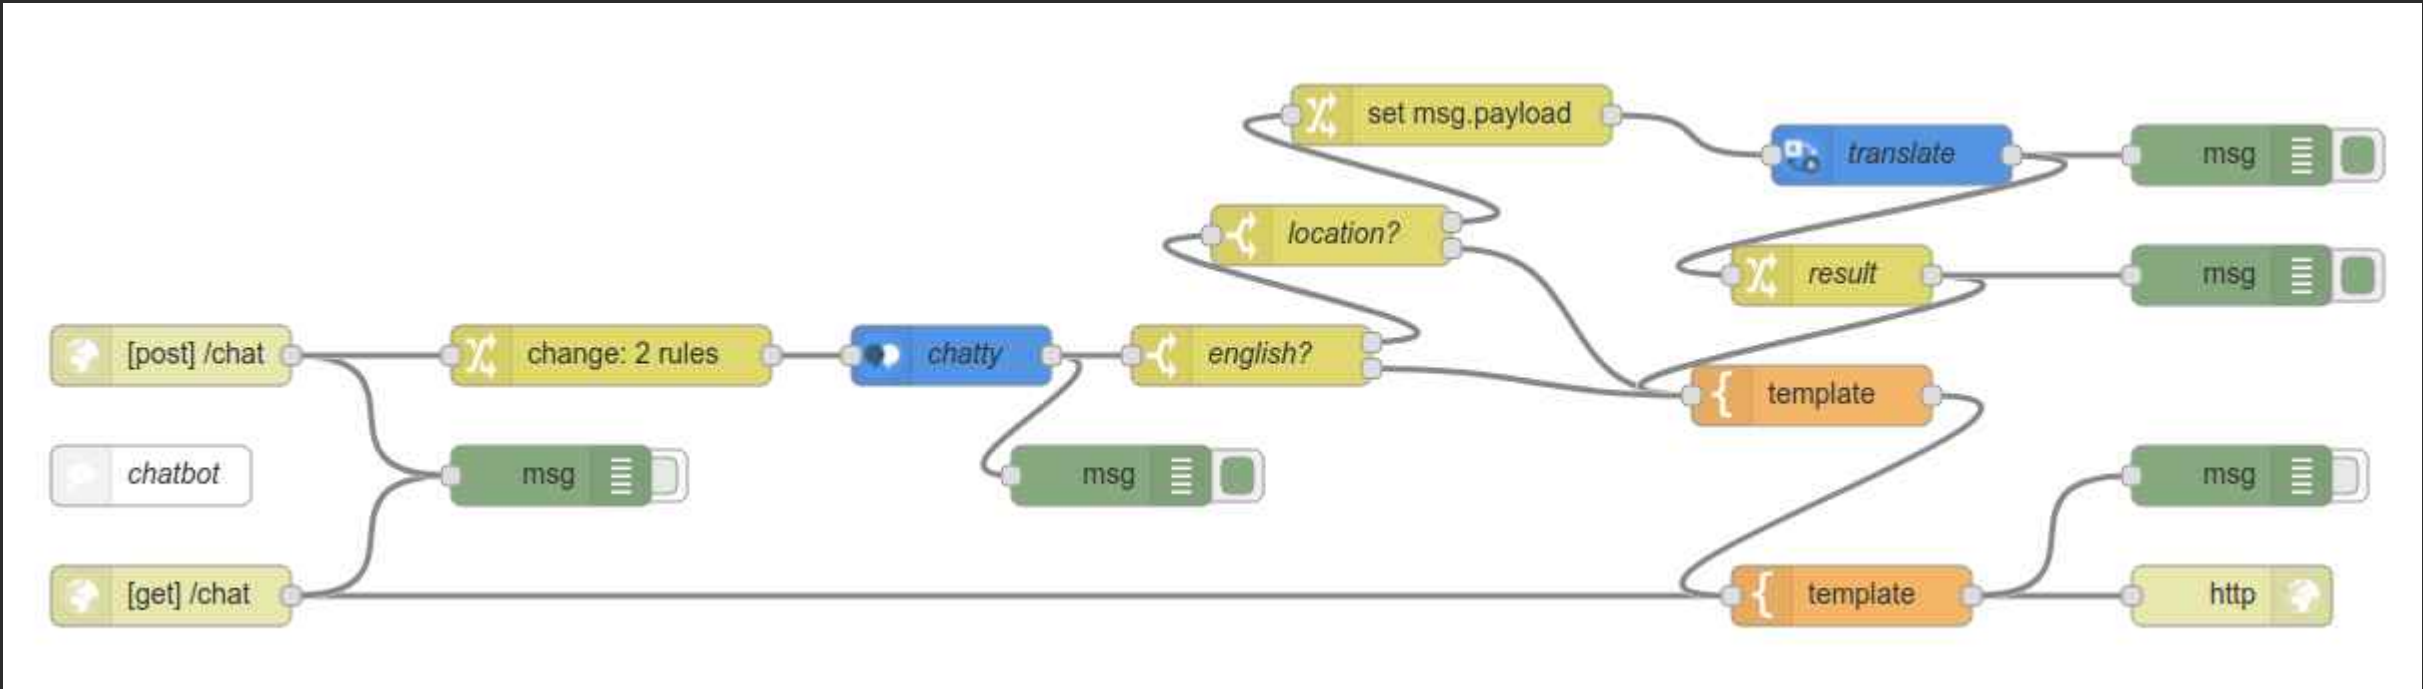 set msg.payload
translate
msg
location?
result
msg
[post] /chat
change: 2 rules
chatty
english?
template
chatbot
msg
msg
msg
[get] /chat
template
http